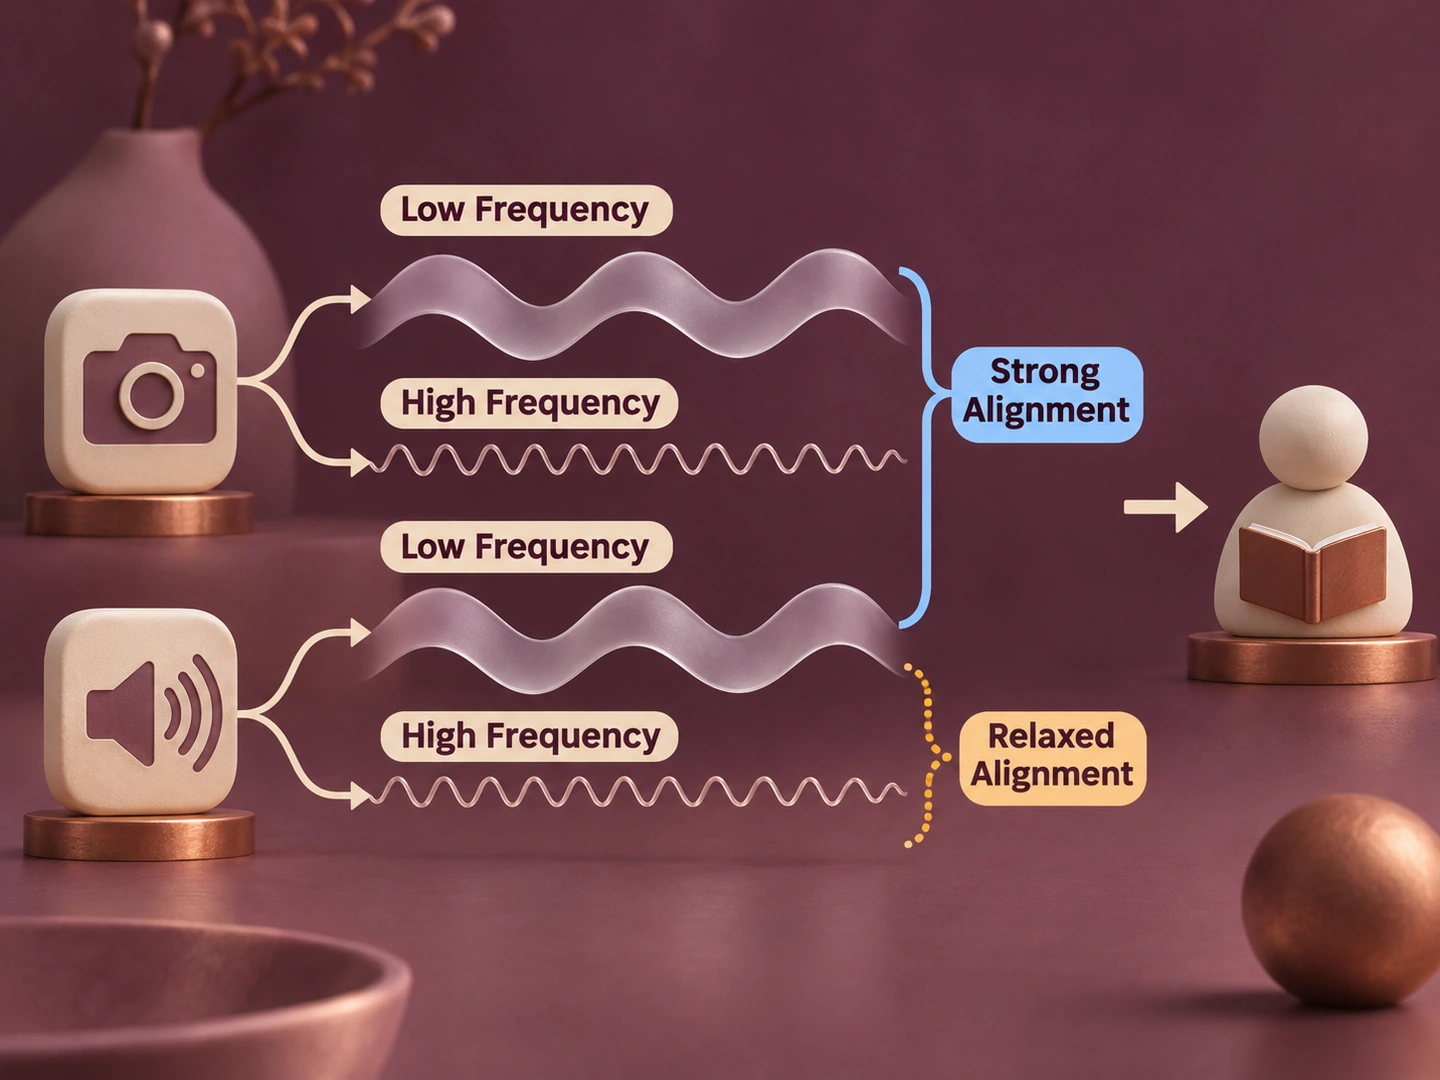 Low Frequency
High Frequency
Strong
Alignment
Low Frequency
High Frequency
Relaxed
Alignment